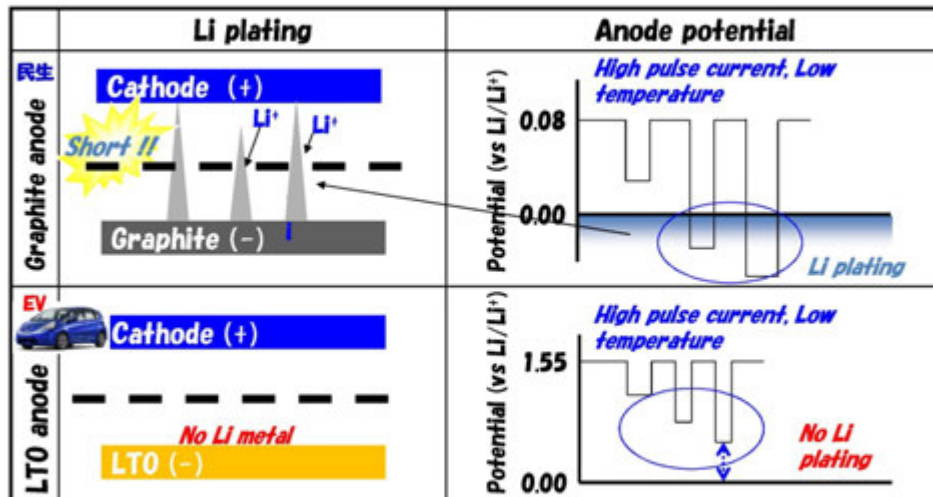 Li plating
Anode potential
民生
Graphite anode
Cathode (+)
Li⁺
Li⁺
Short !!
Graphite (-)
i
High pulse current, Low
temperature
Potential (vs Li/Li⁺)
0.08
0.00
Li plating
EV
LTO anode
Cathode (+)
No Li metal
LTO (-)
High pulse current, Low
temperature
Potential (vs Li/Li⁺)
1.55
No Li
plating
0.00